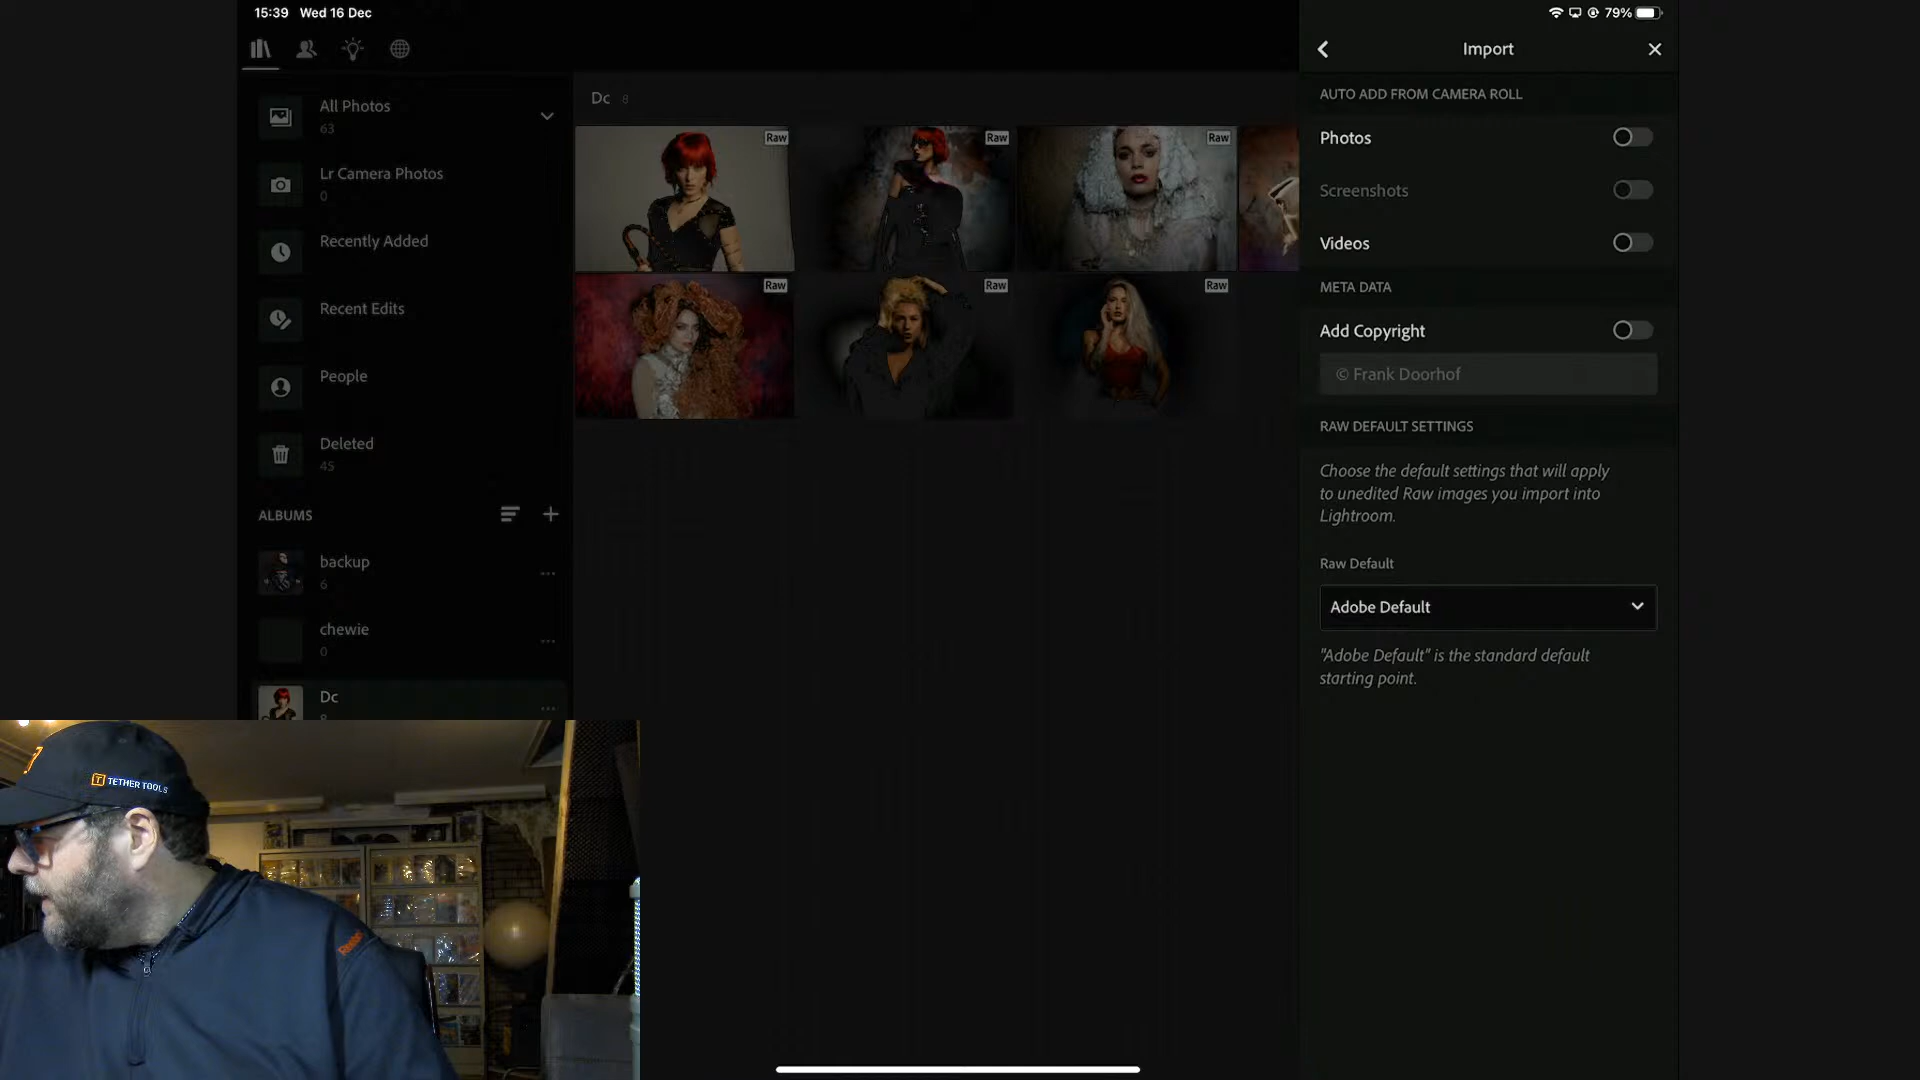 15:39 Wed 16 Dec
79%
Import
All Photos
63
Lr Camera Photos
0
Recently Added
Recent Edits
People
Deleted
45
ALBUMS
backup
6
chewie
0
Dc
8
Dc 8
Raw
Raw
Raw
Raw
Raw
Raw
AUTO ADD FROM CAMERA ROLL
Photos
Screenshots
Videos
META DATA
Add Copyright
© Frank Doorhof
RAW DEFAULT SETTINGS
Choose the default settings that will apply
to unedited Raw images you import into
Lightroom.
Raw Default
Adobe Default
"Adobe Default" is the standard default
starting point.
T TETHER TOOLS
Reebok